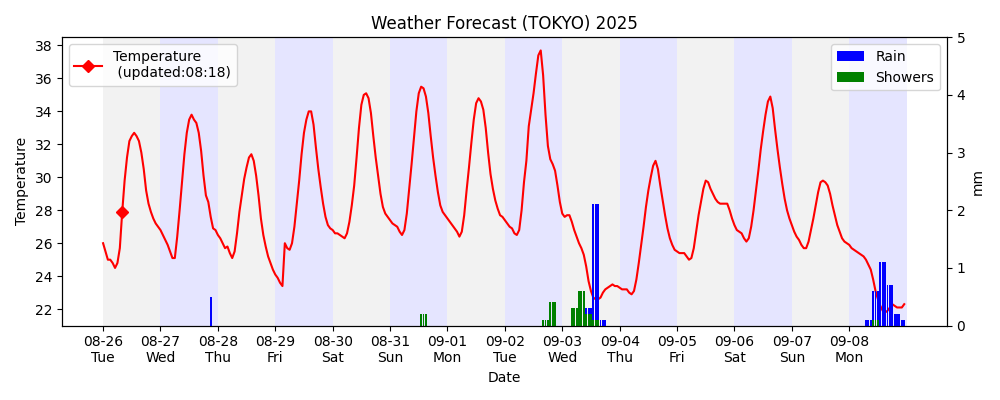 Weather Forecast (TOKYO) 2025
Temperature
(updated:08:18)
Rain
Showers
38
36
34
32
30
28
26
24
22
Temperature
5
4
3
2
1
0
mm
08-26 08-27 08-28 08-29 08-30 08-31 09-01 09-02 09-03 09-04 09-05 09-06 09-07 09-08
Tue Wed Thu Fri Sat Sun Mon Tue Wed Thu Fri Sat Sun Mon
Date